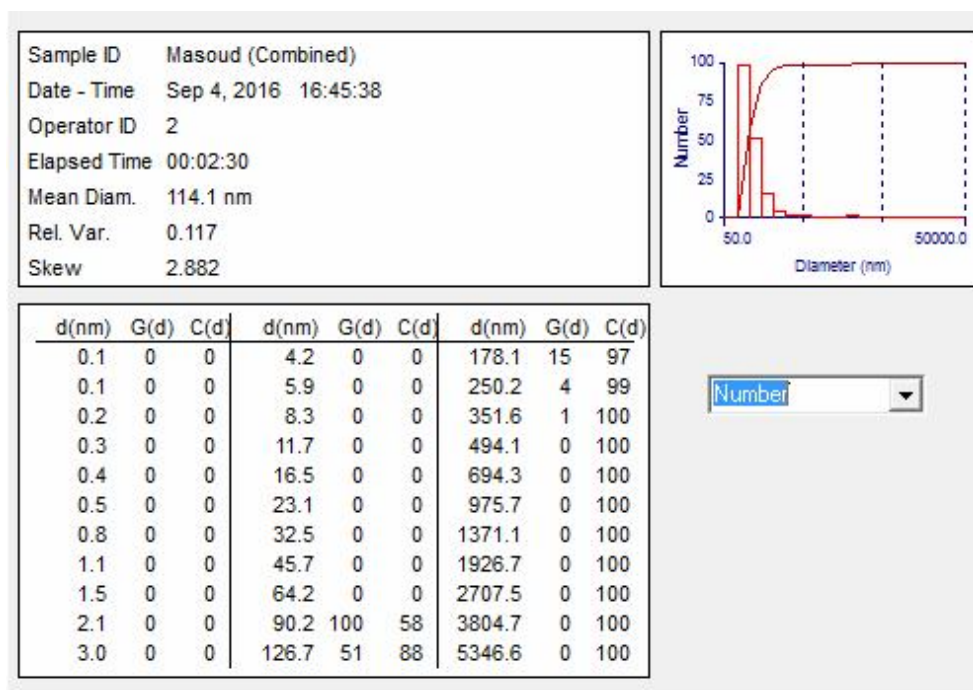 Sample ID Masoud (Combined)
Date - Time Sep 4, 2016 16:45:38
Operator ID 2
Elapsed Time 00:02:30
Mean Diam. 114.1 nm
Rel. Var. 0.117
Skew 2.882
100
75
50
25
0
Number
50.0 50000.0
Diameter (nm)
d(nm) G(d) C(d) d(nm) G(d) C(d) d(nm) G(d) C(d)
0.1 0 0 4.2 0 0 178.1 15 97
0.1 0 0 5.9 0 0 250.2 4 99
0.2 0 0 8.3 0 0 351.6 1 100
0.3 0 0 11.7 0 0 494.1 0 100
0.4 0 0 16.5 0 0 694.3 0 100
0.5 0 0 23.1 0 0 975.7 0 100
0.8 0 0 32.5 0 0 1371.1 0 100
1.1 0 0 45.7 0 0 1926.7 0 100
1.5 0 0 64.2 0 0 2707.5 0 100
2.1 0 0 90.2 100 58 3804.7 0 100
3.0 0 0 126.7 51 88 5346.6 0 100
Number